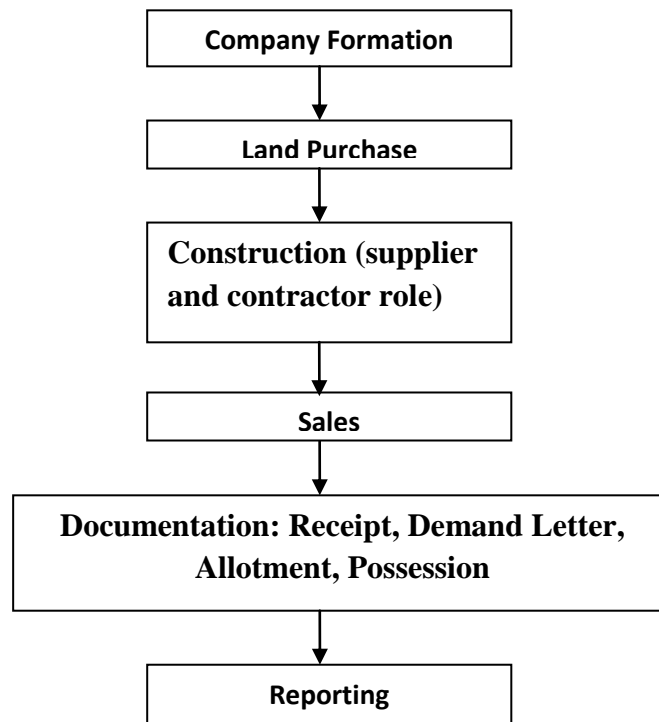 Company Formation
Land Purchase
Construction (supplier
and contractor role)
Sales
Documentation: Receipt, Demand Letter,
Allotment, Possession
Reporting